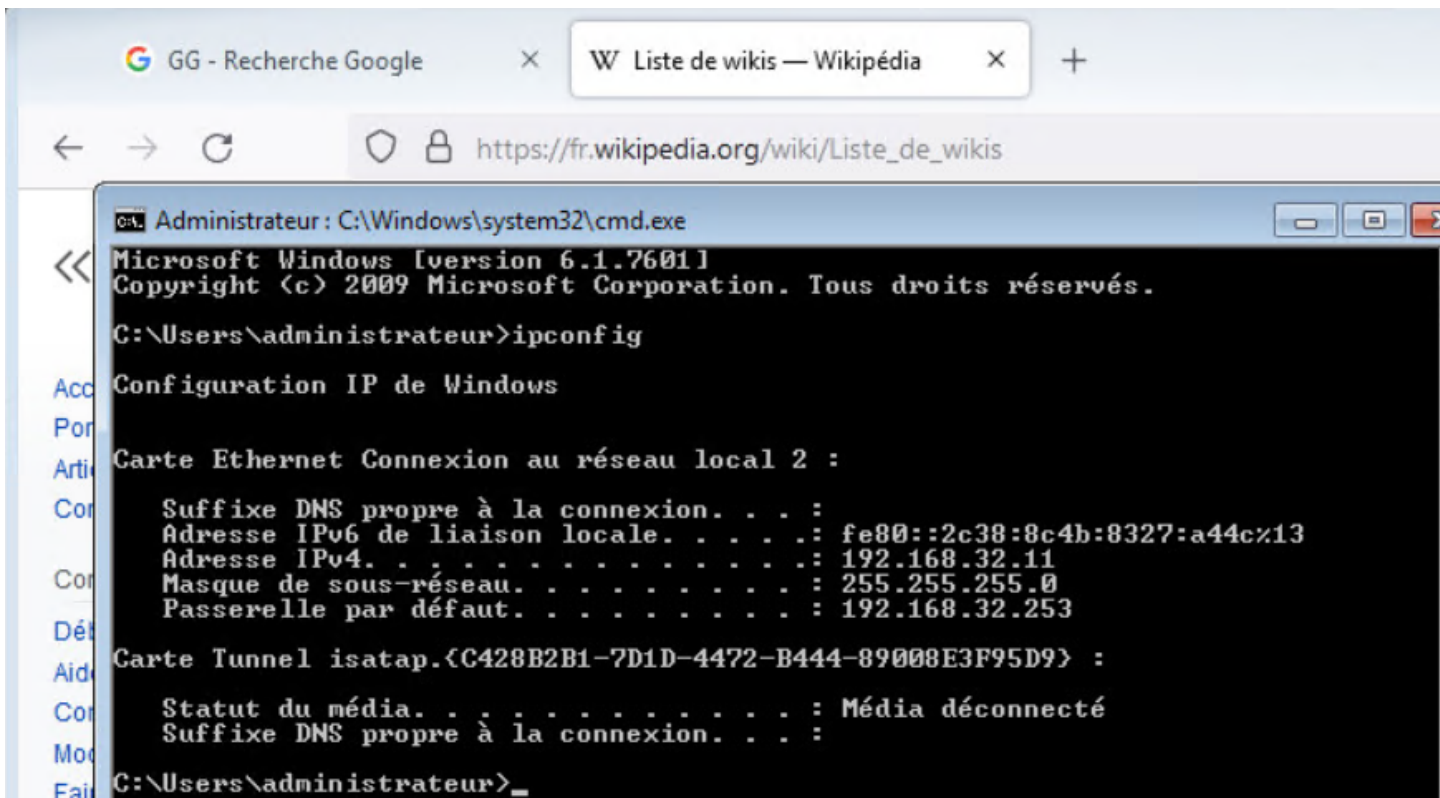 GG - Recherche Google
W Liste de wikis — Wikipédia
https://fr.wikipedia.org/wiki/Liste_de_wikis
Administrateur : C:\Windows\system32\cmd.exe
Microsoft Windows [version 6.1.7601]
Copyright (c) 2009 Microsoft Corporation. Tous droits réservés.
C:\Users\administrateur>ipconfig
Configuration IP de Windows
Carte Ethernet Connexion au réseau local 2 :
Suffixe DNS propre à la connexion. . . :
Adresse IPv6 de liaison locale. . . . .: fe80::2c38:8c4b:8327:a44c%13
Adresse IPv4. . . . . . . . . . . . . .: 192.168.32.11
Masque de sous-réseau. . . . . . . . . : 255.255.255.0
Passerelle par défaut. . . . . . . . . : 192.168.32.253
Carte Tunnel isatap.{C428B2B1-7D1D-4472-B444-89008E3F95D9} :
Statut du média. . . . . . . . . . . . : Média déconnecté
Suffixe DNS propre à la connexion. . . :
C:\Users\administrateur>_